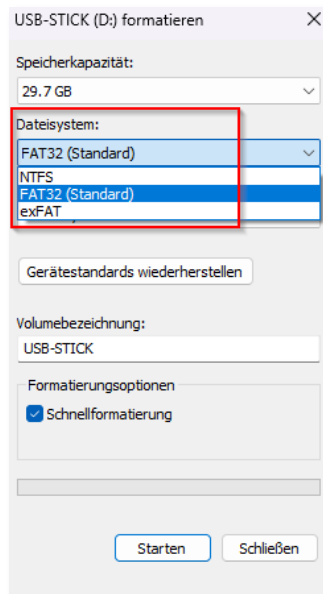 USB-STICK (D:) formatieren
Speicherkapazität:
29.7 GB
Dateisystem:
FAT32 (Standard)
NTFS
FAT32 (Standard)
exFAT
Gerätestandards wiederherstellen
Volumebezeichnung:
USB-STICK
Formatierungsoptionen
Schnellformatierung
Starten Schließen